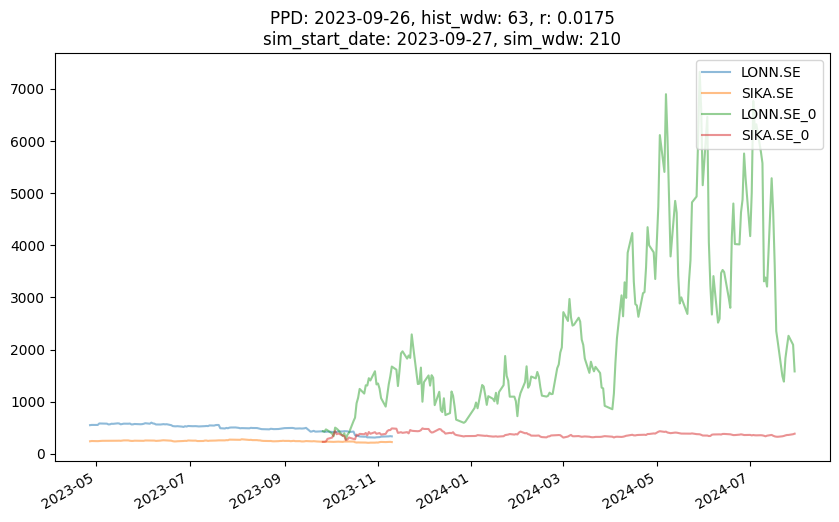 PPD: 2023-09-26, hist_wdw: 63, r: 0.0175
sim_start_date: 2023-09-27, sim_wdw: 210
LONN.SE
SIKA.SE
LONN.SE_0
SIKA.SE_0
7000
6000
5000
4000
3000
2000
1000
0
2023-05
2023-07
2023-09
2023-11
2024-01
2024-03
2024-05
2024-07